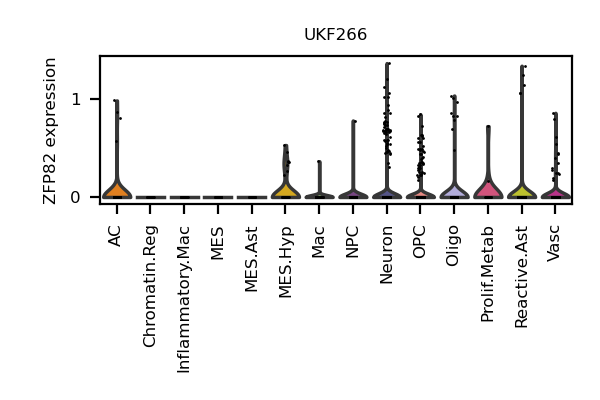 UKF266
ZFP82 expression
1
0
AC
Chromatin.Reg
Inflammatory.Mac
MES
MES.Ast
MES.Hyp
Mac
NPC
Neuron
OPC
Oligo
Prolif.Metab
Reactive.Ast
Vasc